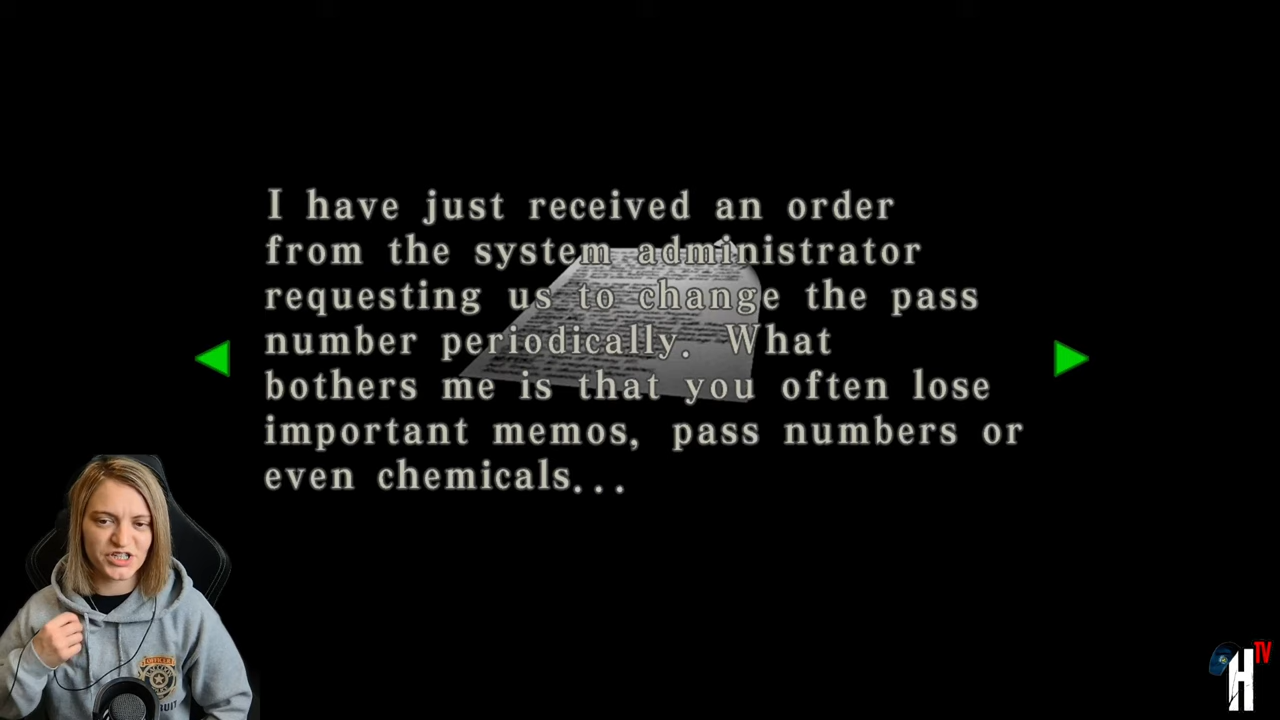 I have just received an order
from the system administrator
requesting us to change the pass
number periodically. What
bothers me is that you often lose
important memos, pass numbers or
even chemicals...
H TV